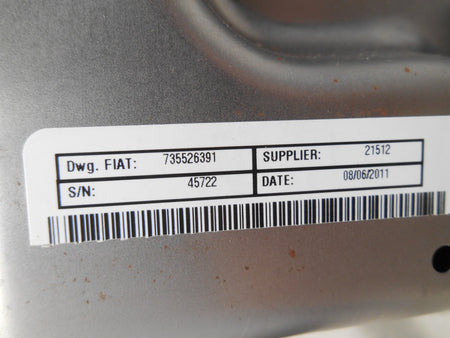 Dwg. FIAT: 735526391 SUPPLIER: 21512
S/N: 45722 DATE: 08/06/2011